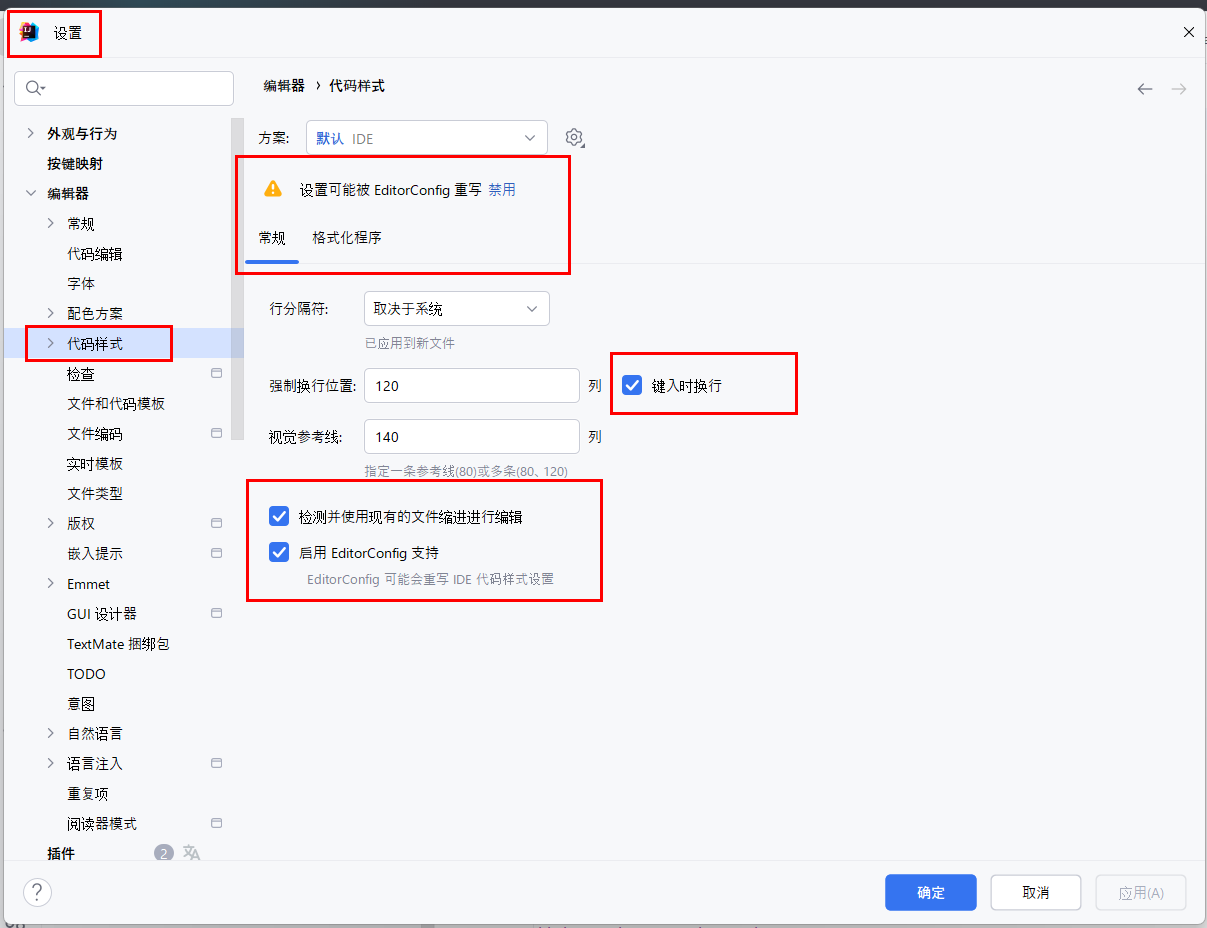 设置
编辑器 › 代码样式
外观与行为
按键映射
编辑器
常规
代码编辑
字体
配色方案
代码样式
检查
文件和代码模板
文件编码
实时模板
文件类型
版权
嵌入提示
Emmet
GUI 设计器
TextMate 捆绑包
TODO
意图
自然语言
语言注入
重复项
阅读器模式
插件 2
方案: 默认 IDE
设置可能被 EditorConfig 重写 禁用
常规 格式化程序
行分隔符: 取决于系统
已应用到新文件
强制换行位置: 120 列 键入时换行
视觉参考线: 140 列
指定一条参考线(80)或多条(80、120)
检测并使用现有的文件缩进进行编辑
启用 EditorConfig 支持
EditorConfig 可能会重写 IDE 代码样式设置
? 确定 取消 应用(A)